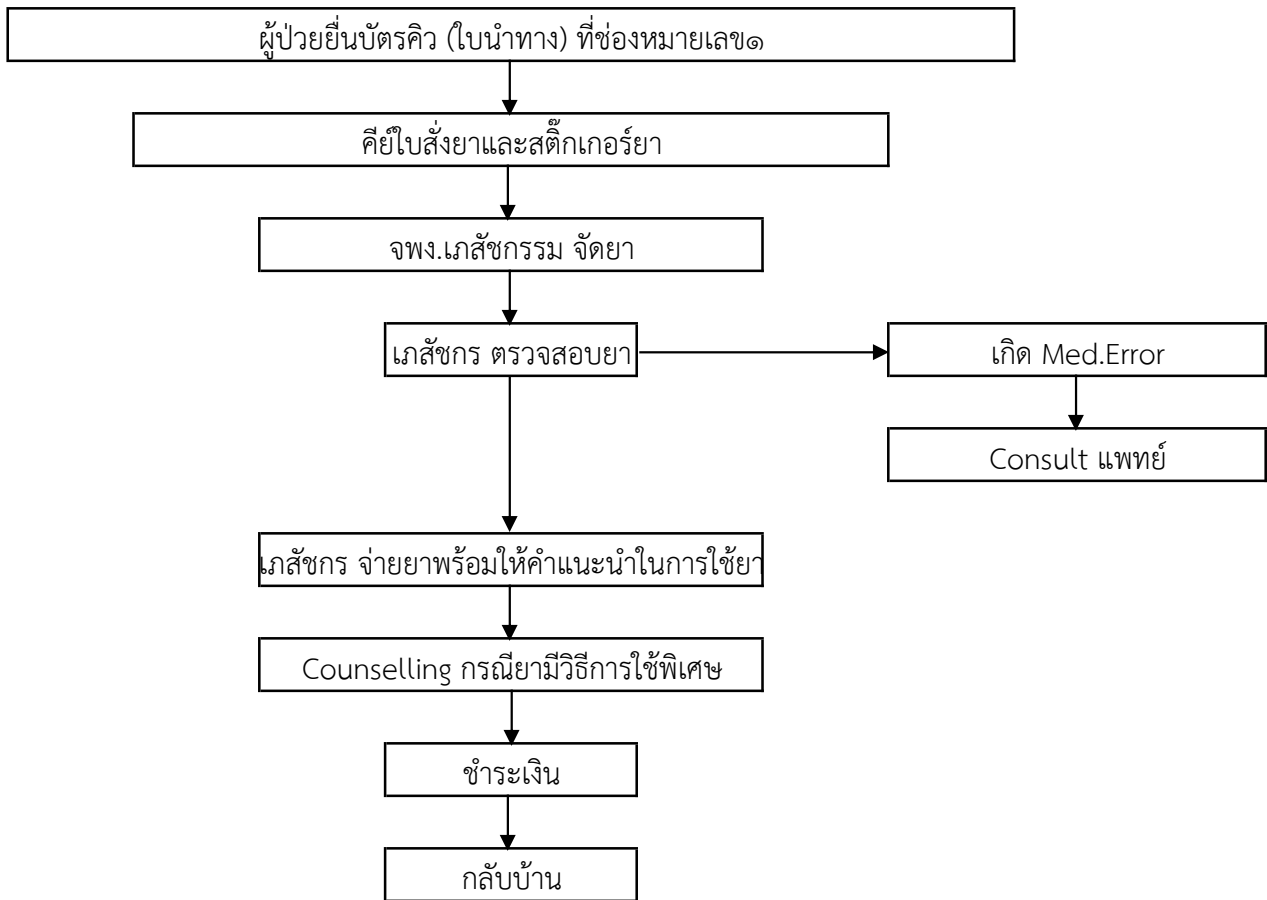 ผู้ป่วยยื่นบัตรคิว (ใบนำทาง) ที่ช่องหมายเลข๑
คีย์ใบสั่งยาและสติ๊กเกอร์ยา
จพง.เภสัชกรรม จัดยา
เภสัชกร ตรวจสอบยา
เกิด Med.Error
Consult แพทย์
เภสัชกร จ่ายยาพร้อมให้คำแนะนำในการใช้ยา
Counselling กรณียามีวิธีการใช้พิเศษ
ชำระเงิน
กลับบ้าน